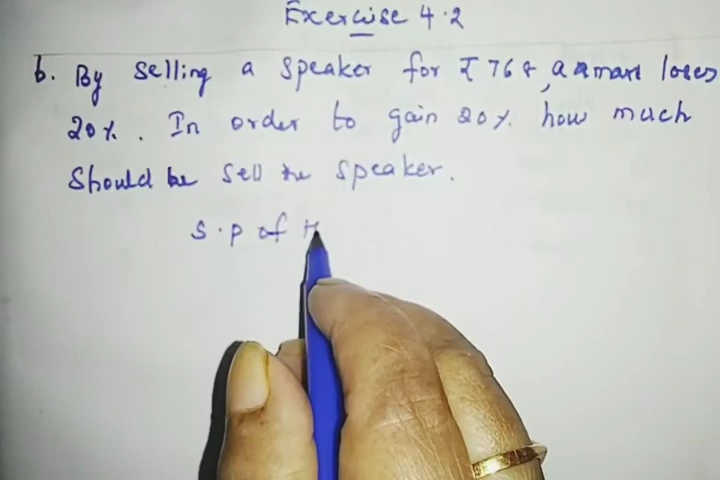 Exercise 4.2
6. By selling a speaker for ₹768, a man loses
20%. In order to gain 20%. how much
should he sell the speaker.
S.P of